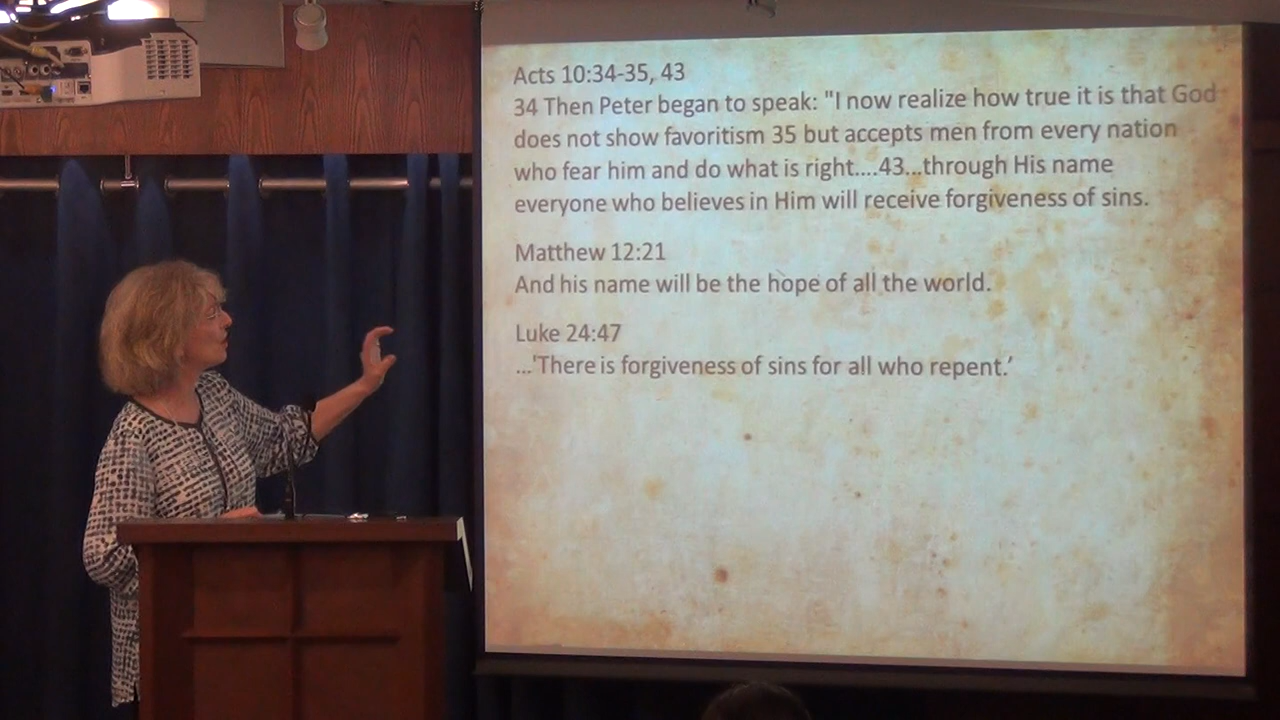 Acts 10:34-35, 43
34 Then Peter began to speak: "I now realize how true it is that God
does not show favoritism 35 but accepts men from every nation
who fear him and do what is right....43...through His name
everyone who believes in Him will receive forgiveness of sins.
Matthew 12:21
And his name will be the hope of all the world.
Luke 24:47
...'There is forgiveness of sins for all who repent.’